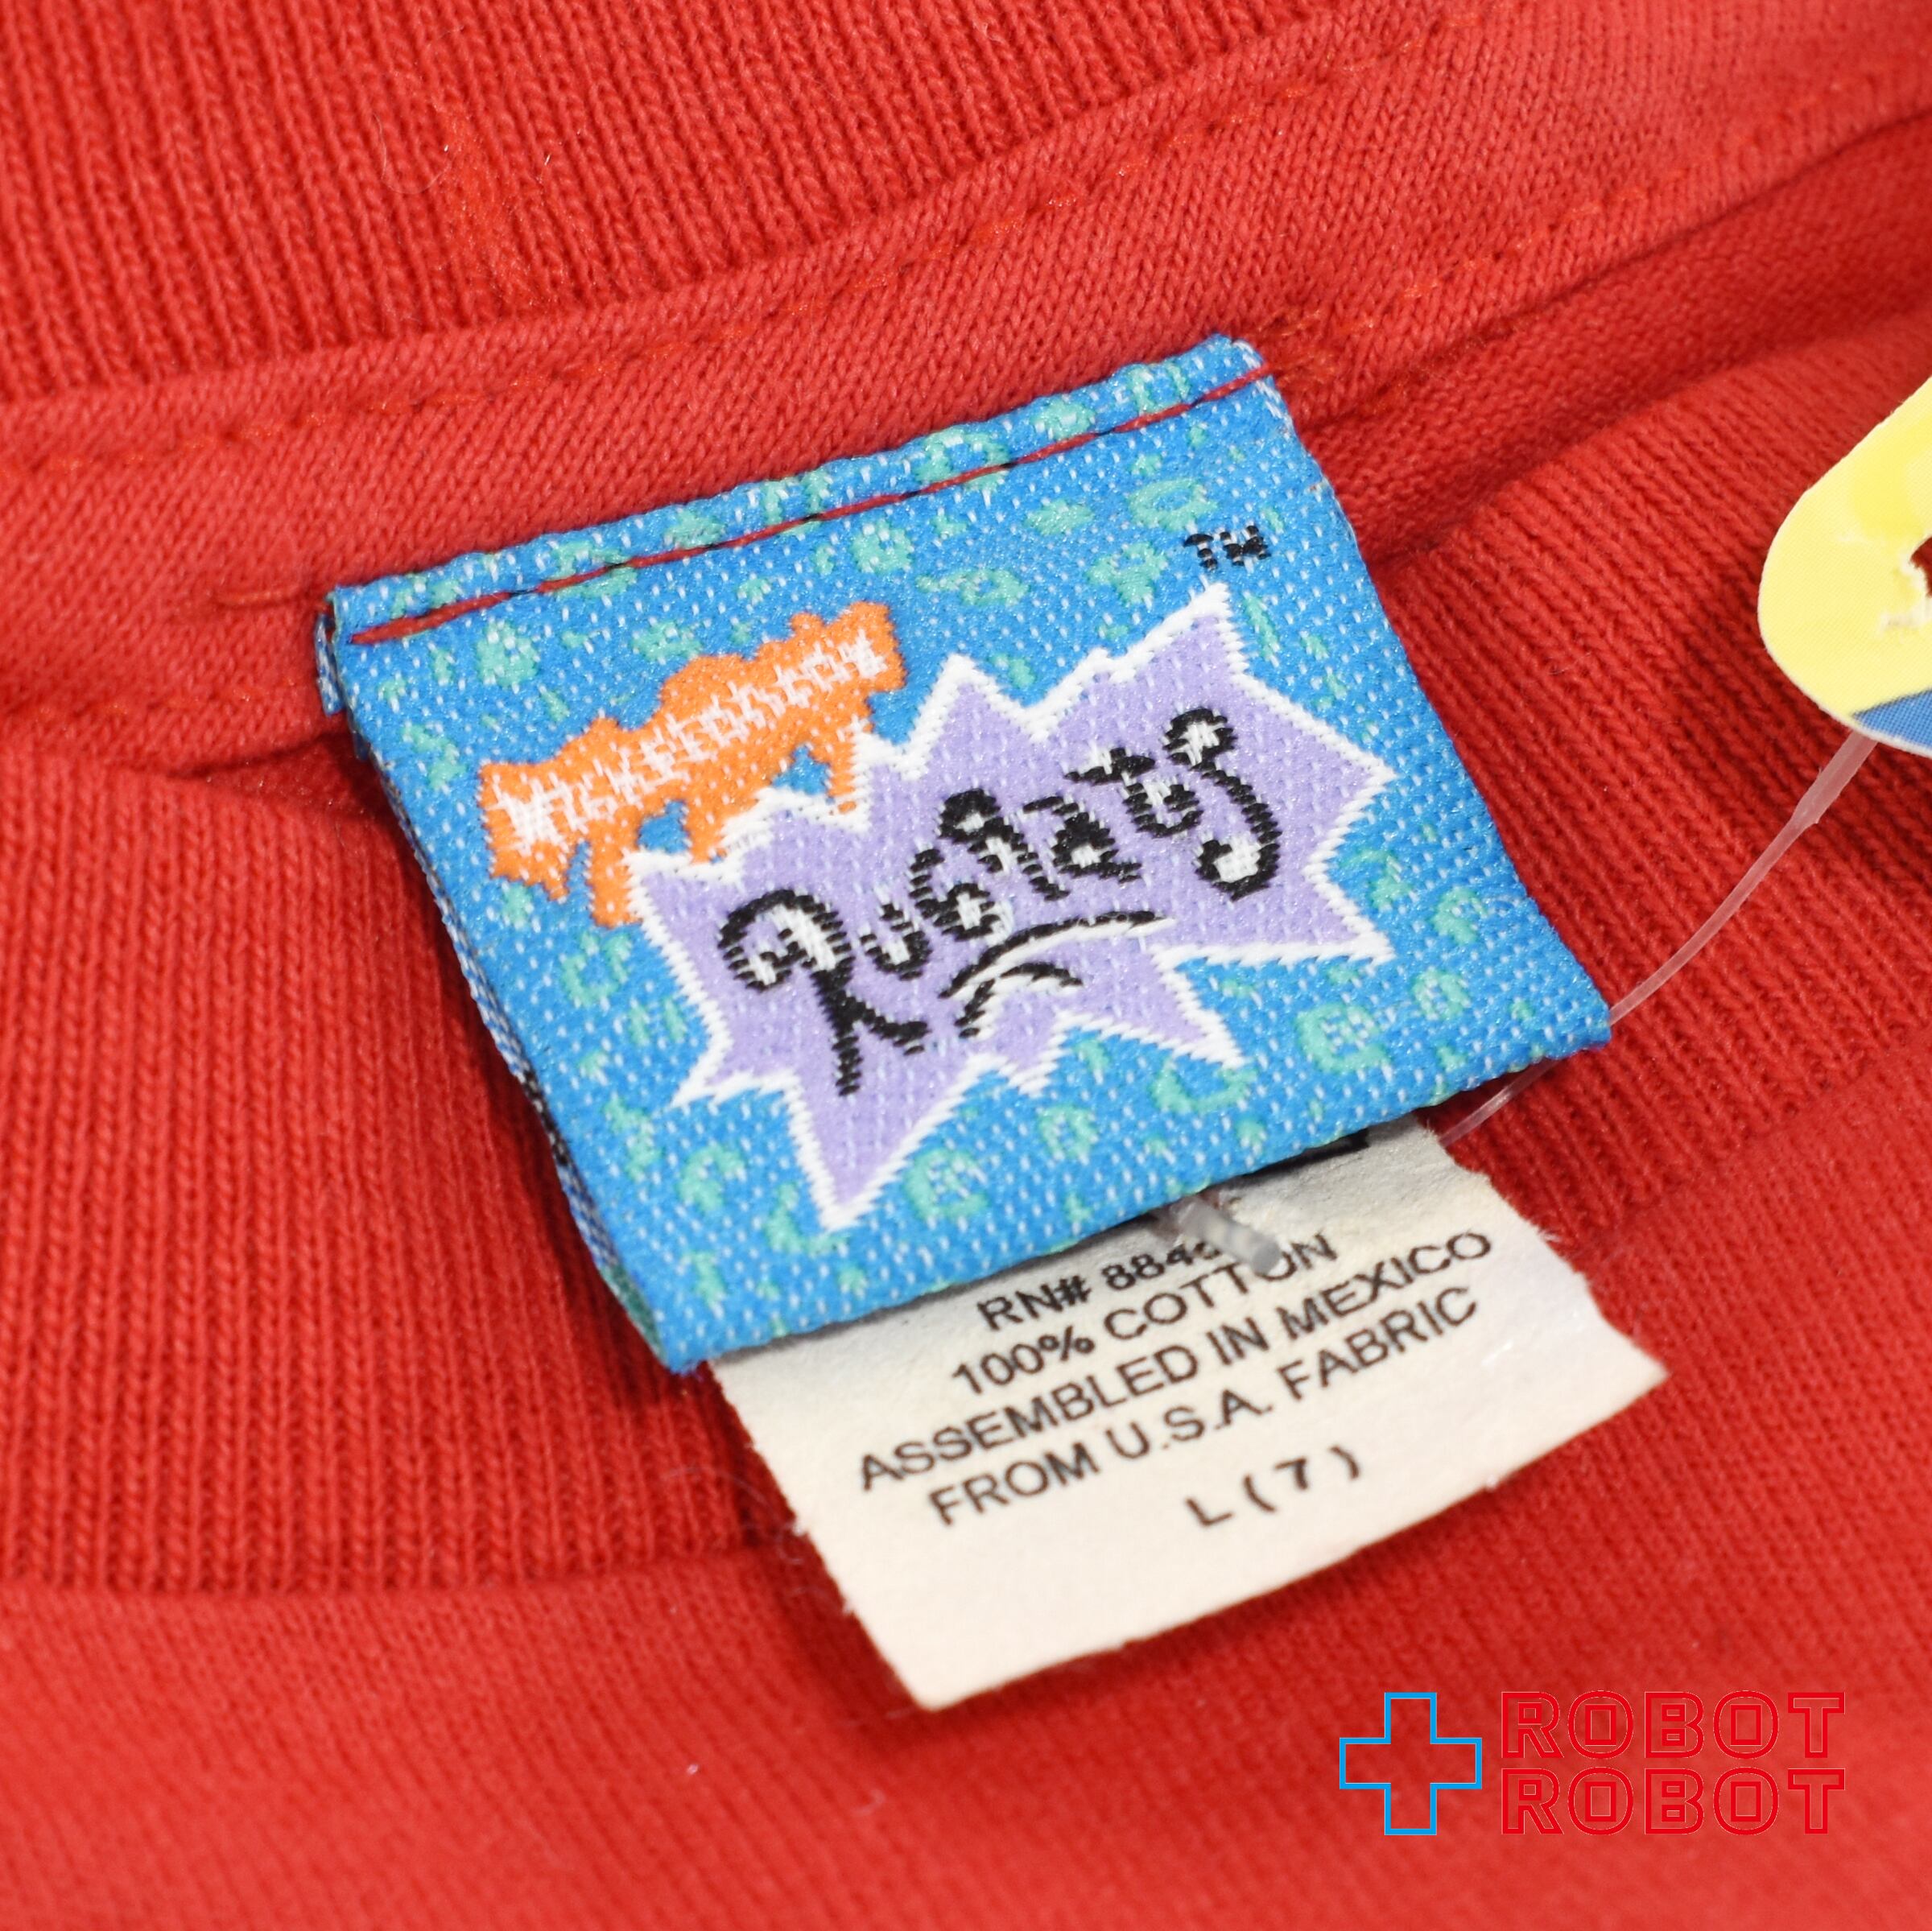 TM
NICKELODEON
Rugrats
RN# 884
100% COTTON
ASSEMBLED IN MEXICO
FROM U.S.A. FABRIC
L ( 7 )
ROBOT
ROBOT